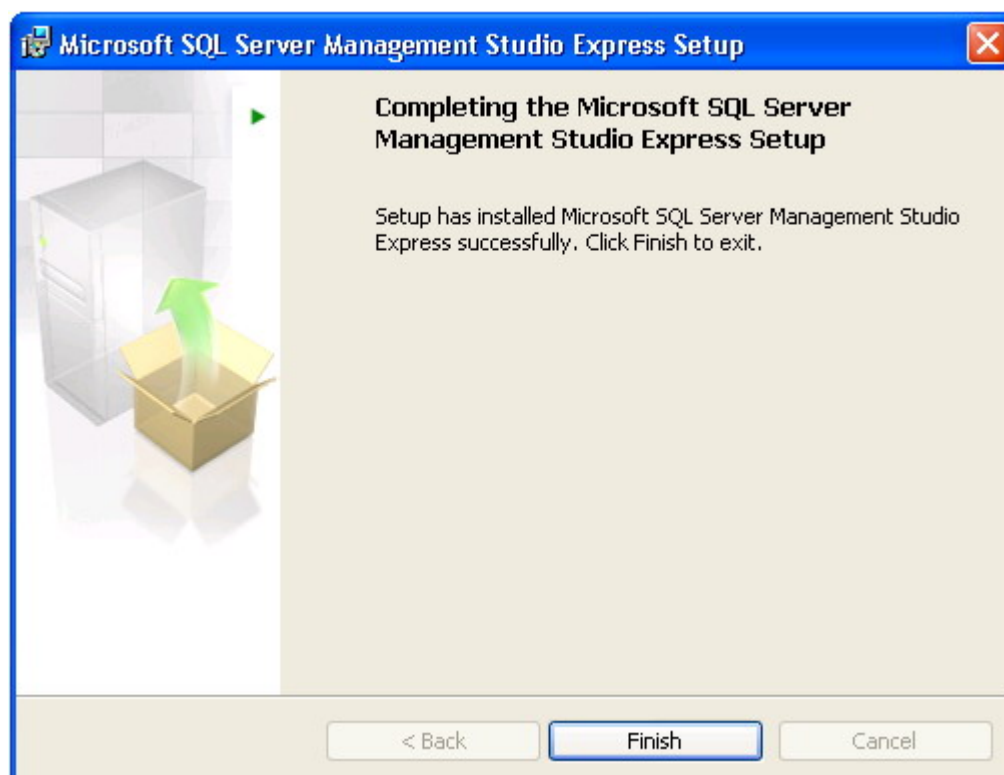 Microsoft SQL Server Management Studio Express Setup
Completing the Microsoft SQL Server
Management Studio Express Setup
Setup has installed Microsoft SQL Server Management Studio
Express successfully. Click Finish to exit.
< Back
Finish
Cancel